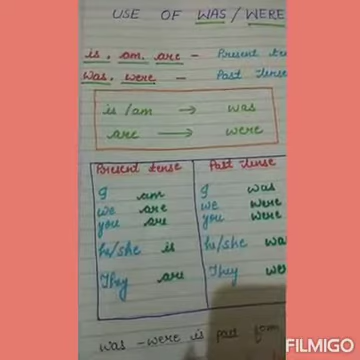 USE OF WAS/WERE
is, am, are - Present
Was, were - Past Tense
is/am → was
are → were
Present tense Past Tense
I am I was
we are we were
you are you were
he/she is he/she
They are They
was - were is past form
FILMIGO